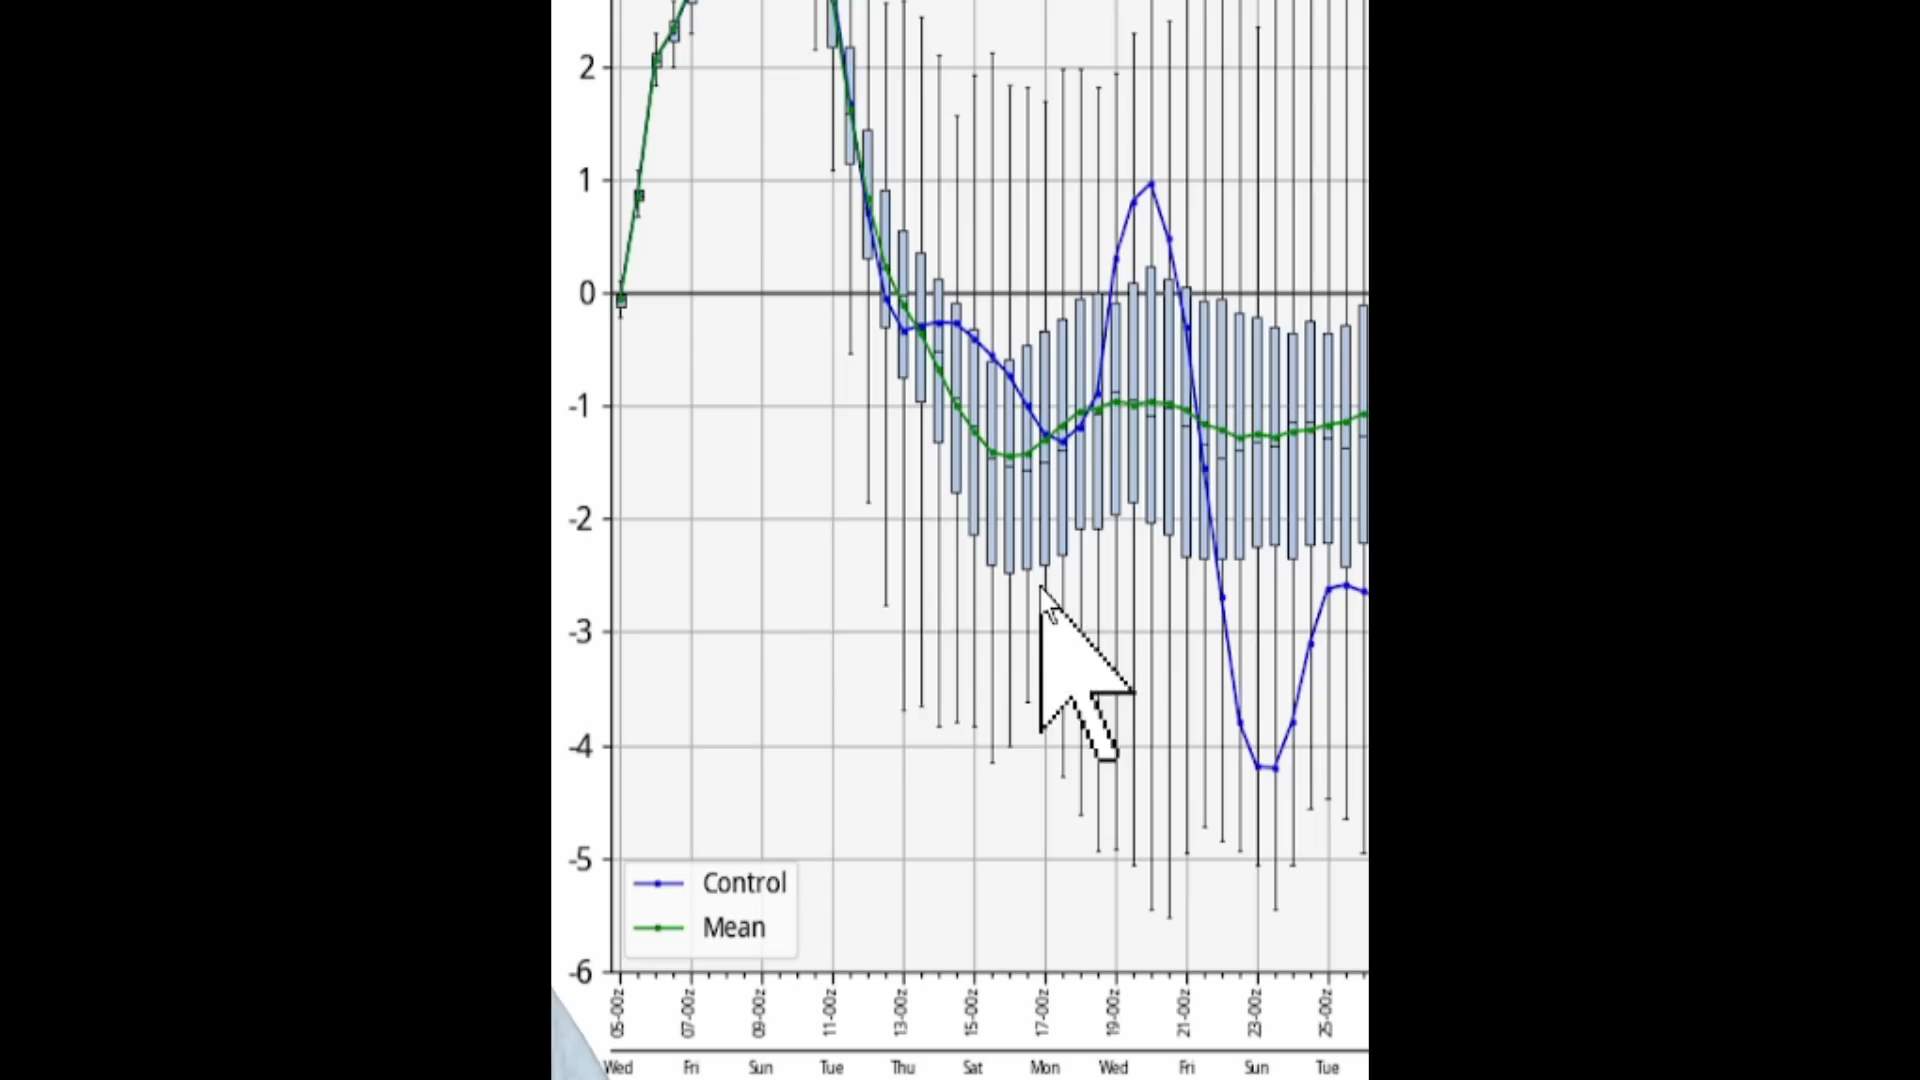 2
1
0
-1
-2
-3
-4
-5
-6
Control
Mean
05-00z 07-00z 09-00z 11-00z 13-00z 15-00z 17-00z 19-00z 21-00z 23-00z 25-00z
Wed Fri Sun Tue Thu Sat Mon Wed Fri Sun Tue